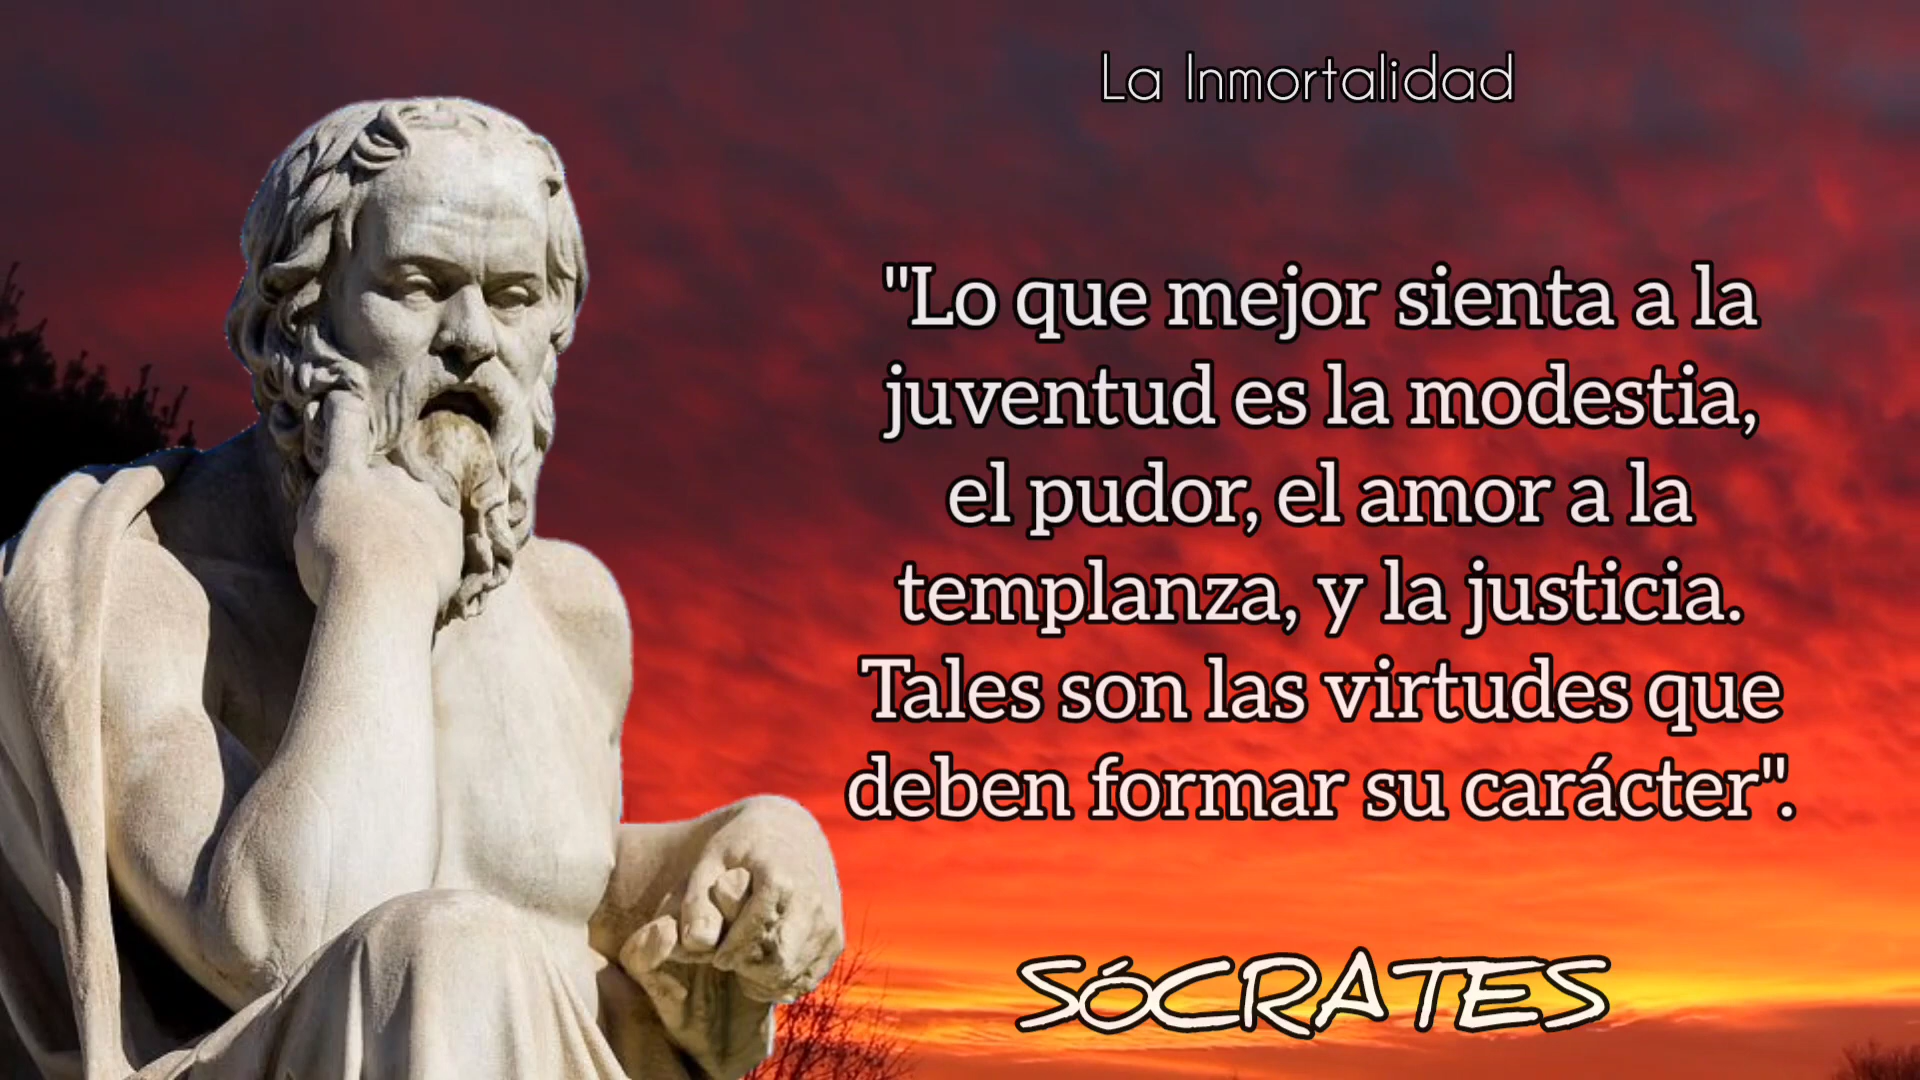 La Inmortalidad
"Lo que mejor sienta a la
juventud es la modestia,
el pudor, el amor a la
templanza, y la justicia.
Tales son las virtudes que
deben formar su carácter".
SÓCRATES